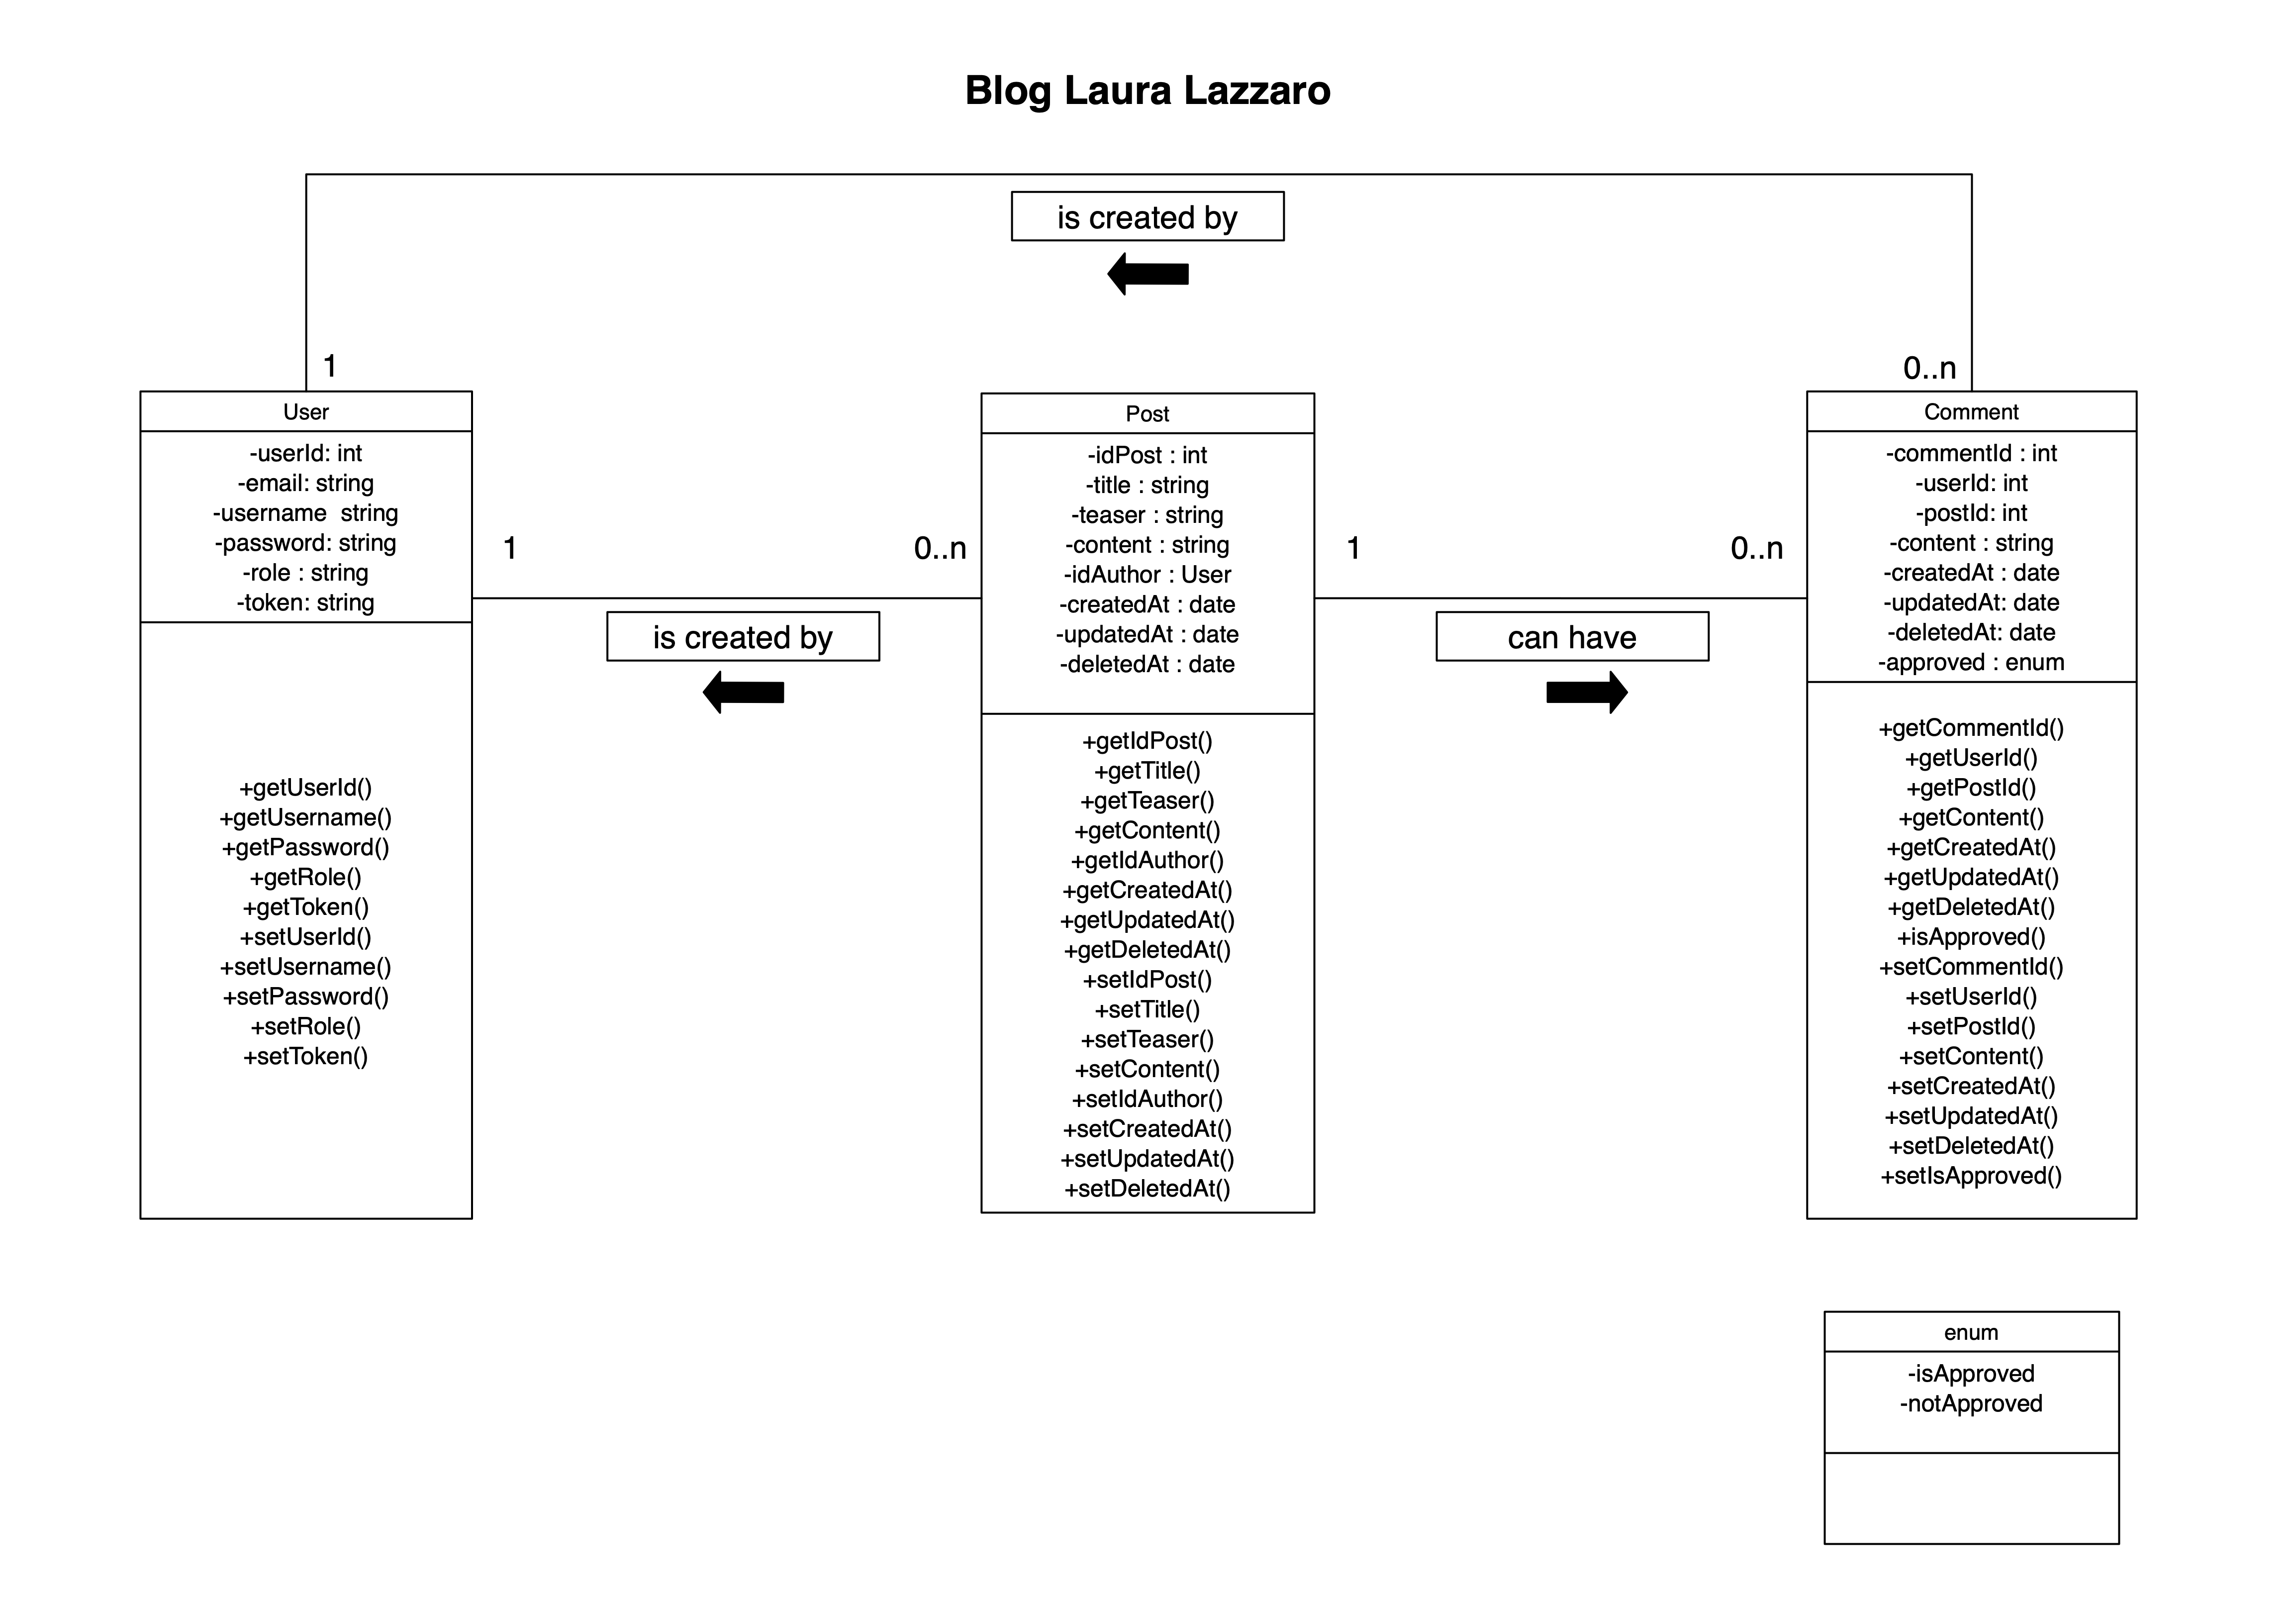 Blog Laura Lazzaro
is created by
1
0..n
User
-userId: int
-email: string
-username  string
-password: string
-role : string
-token: string
+getUserId()
+getUsername()
+getPassword()
+getRole()
+getToken()
+setUserId()
+setUsername()
+setPassword()
+setRole()
+setToken()
1
0..n
is created by
Post
-idPost : int
-title : string
-teaser : string
-content : string
-idAuthor : User
-createdAt : date
-updatedAt : date
-deletedAt : date
+getIdPost()
+getTitle()
+getTeaser()
+getContent()
+getIdAuthor()
+getCreatedAt()
+getUpdatedAt()
+getDeletedAt()
+setIdPost()
+setTitle()
+setTeaser()
+setContent()
+setIdAuthor()
+setCreatedAt()
+setUpdatedAt()
+setDeletedAt()
1
0..n
can have
Comment
-commentId : int
-userId: int
-postId: int
-content : string
-createdAt : date
-updatedAt: date
-deletedAt: date
-approved : enum
+getCommentId()
+getUserId()
+getPostId()
+getContent()
+getCreatedAt()
+getUpdatedAt()
+getDeletedAt()
+isApproved()
+setCommentId()
+setUserId()
+setPostId()
+setContent()
+setCreatedAt()
+setUpdatedAt()
+setDeletedAt()
+setIsApproved()
enum
-isApproved
-notApproved